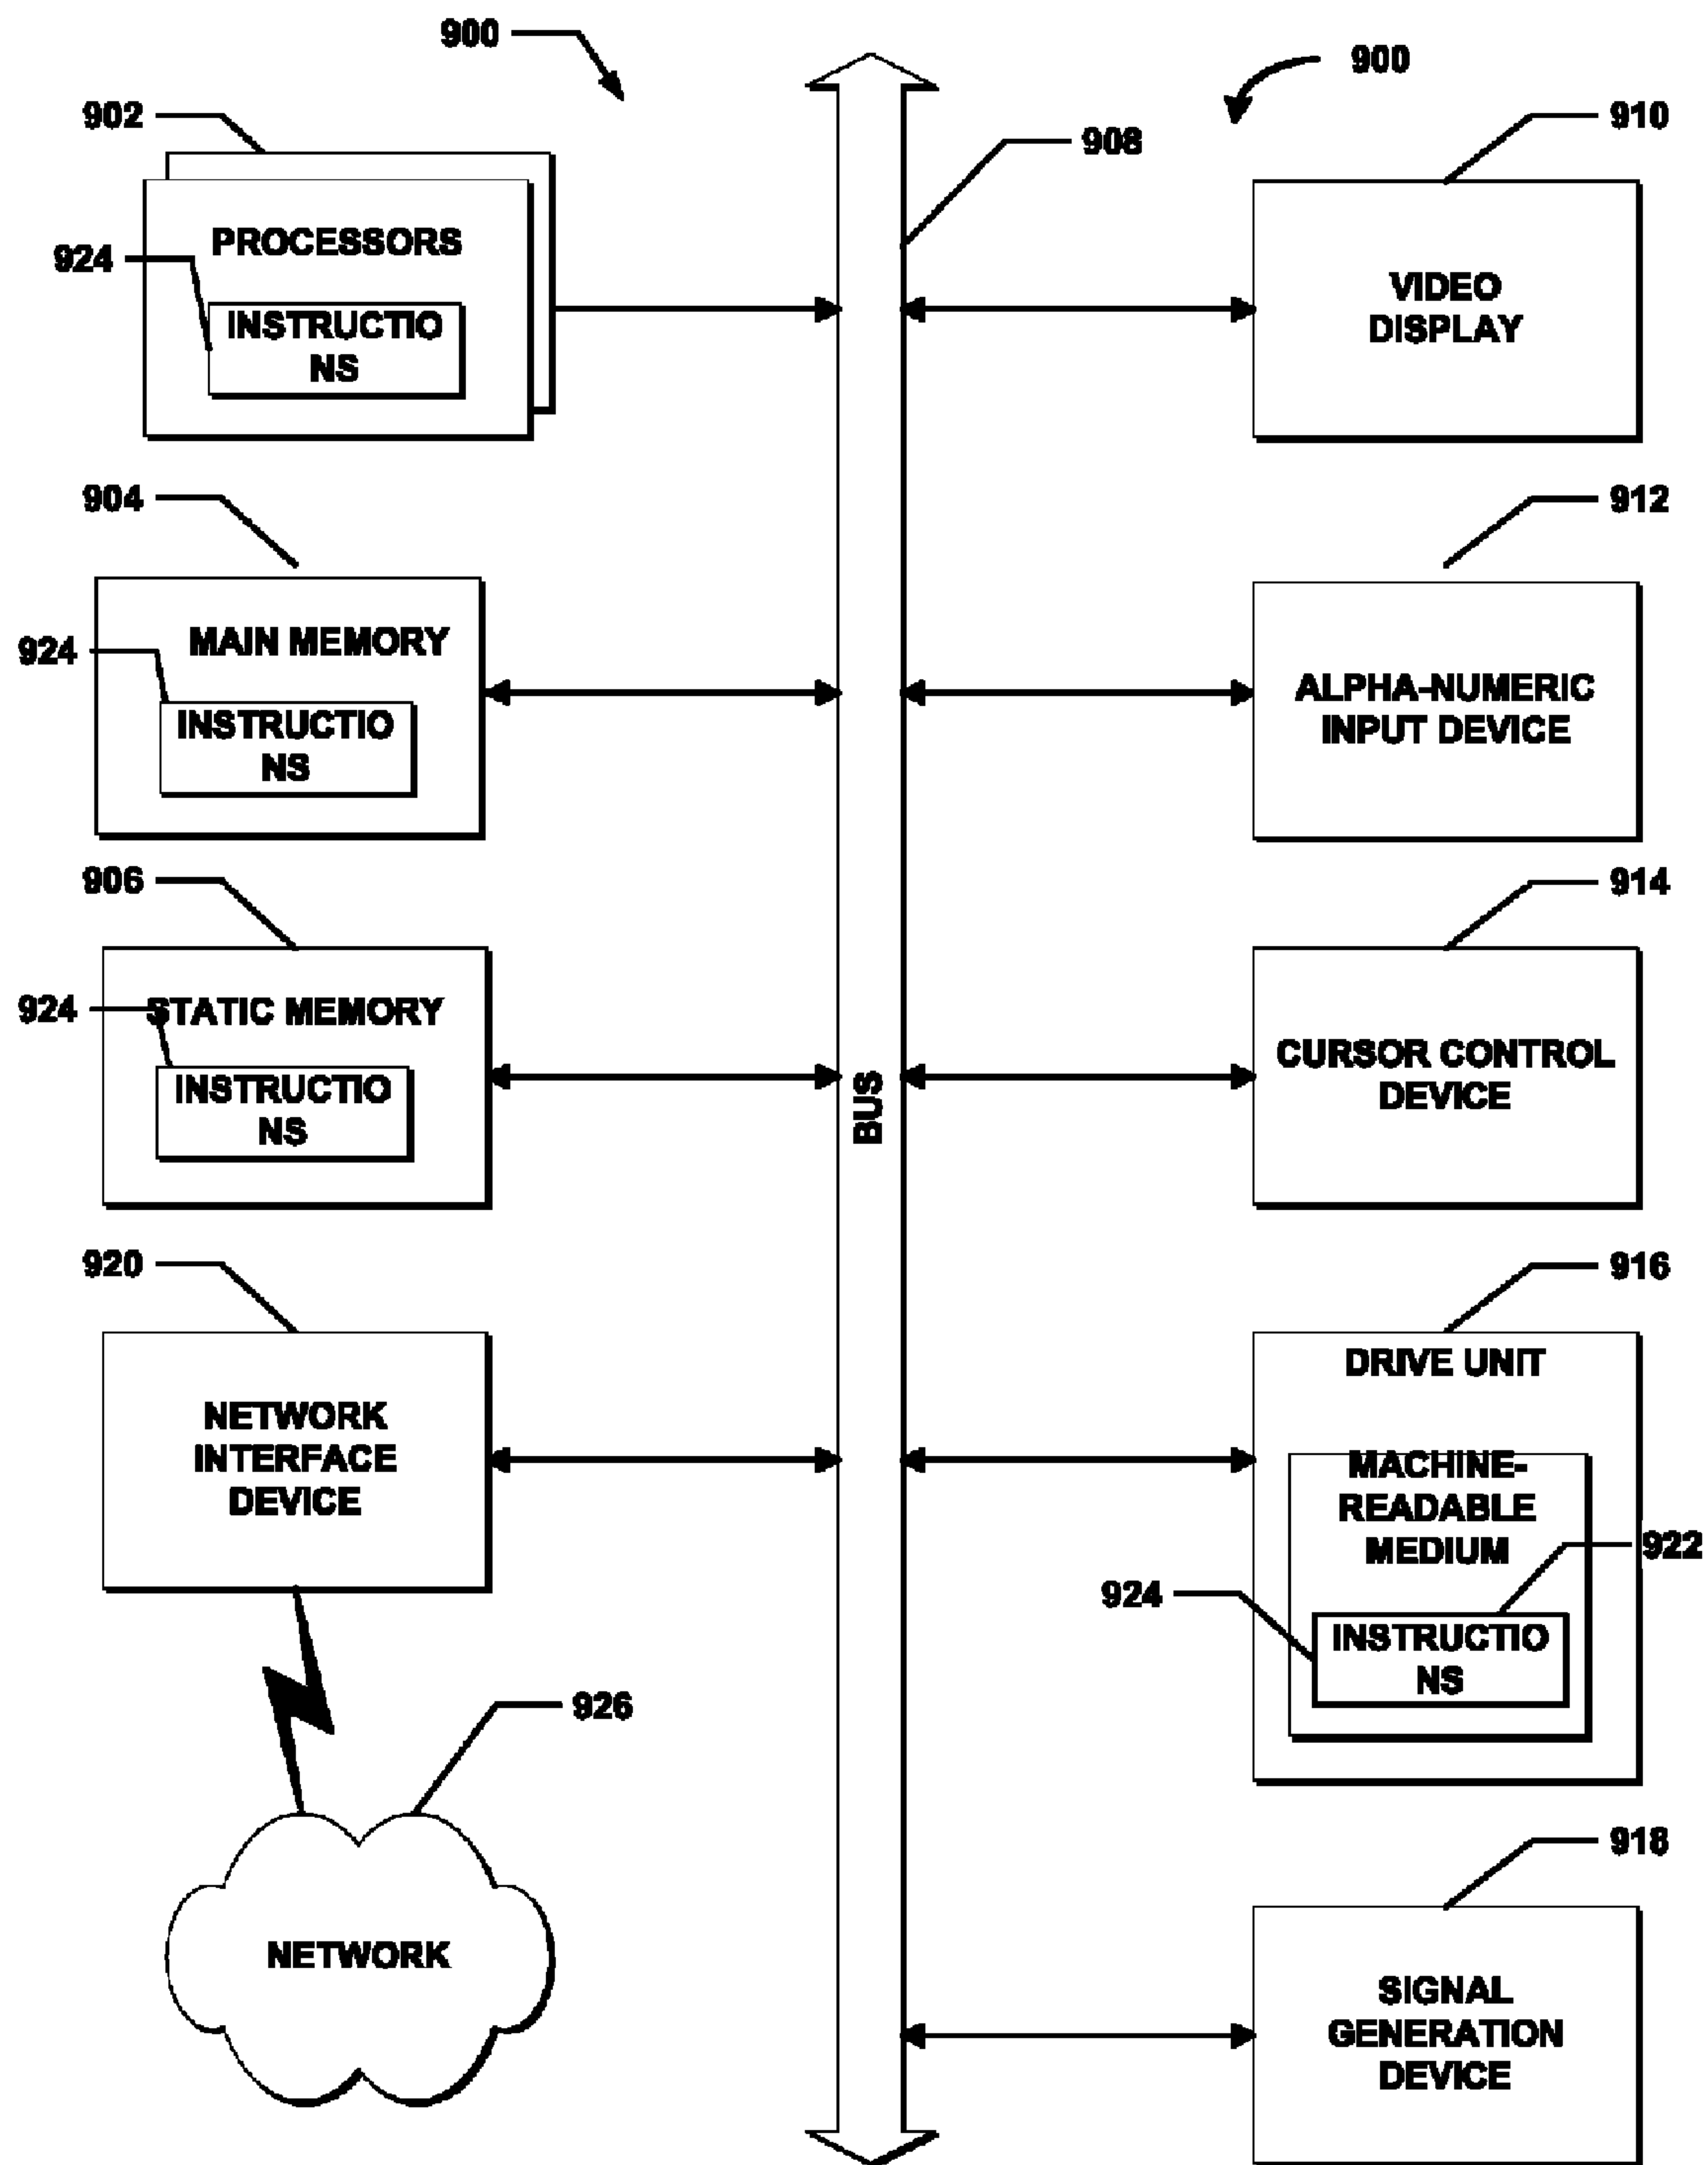 900
900
902
908
910
PROCESSORS
924
INSTRUCTIO
NS
VIDEO
DISPLAY
904
912
MAIN MEMORY
924
INSTRUCTIO
NS
ALPHA-NUMERIC
INPUT DEVICE
906
914
STATIC MEMORY
924
INSTRUCTIO
NS
BUS
CURSOR CONTROL
DEVICE
920
916
NETWORK
INTERFACE
DEVICE
DRIVE UNIT
MACHINE-
READABLE
MEDIUM
922
924
INSTRUCTIO
NS
926
NETWORK
918
SIGNAL
GENERATION
DEVICE